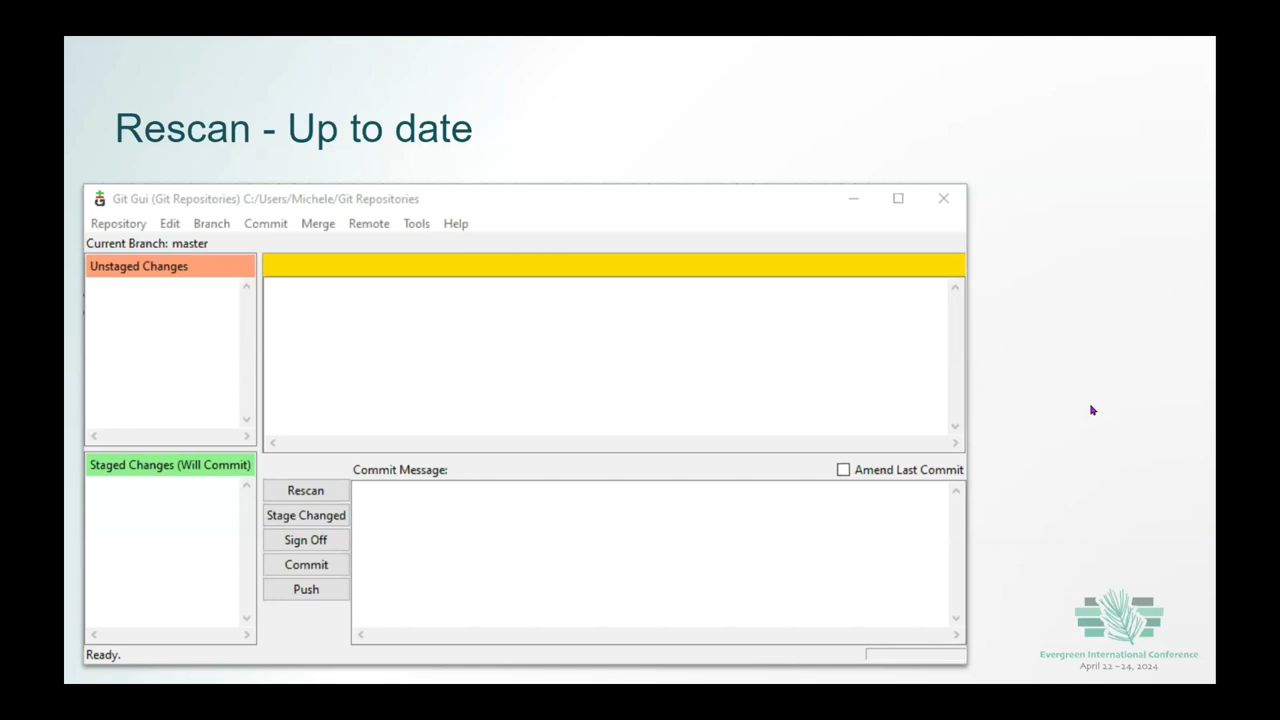 Rescan - Up to date
Git Gui (Git Repositories) C:/Users/Michele/Git Repositories
Repository Edit Branch Commit Merge Remote Tools Help
Current Branch: master
Unstaged Changes
Staged Changes (Will Commit)
Commit Message:
Amend Last Commit
Rescan
Stage Changed
Sign Off
Commit
Push
Ready.
Evergreen International Conference
April 22–24, 2024